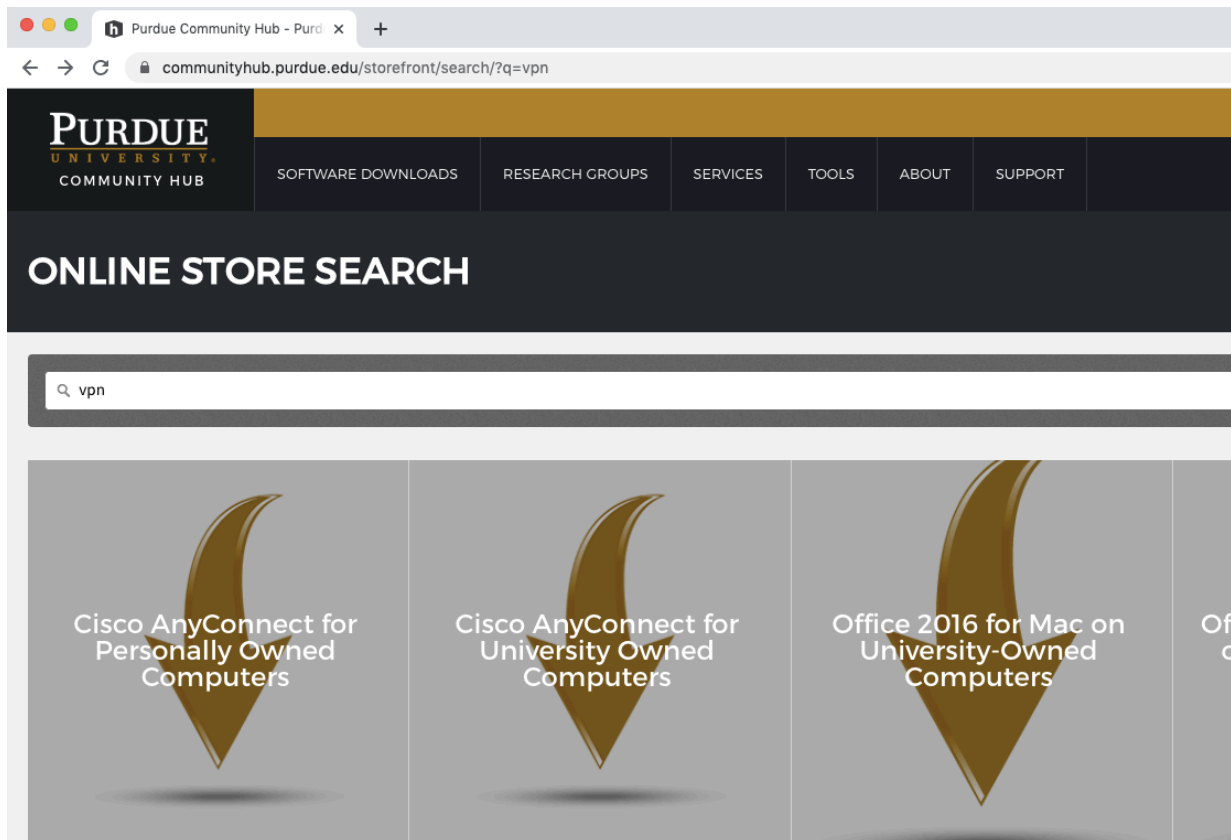 Purdue Community Hub - Purd
communityhub.purdue.edu/storefront/search/?q=vpn
PURDUE
UNIVERSITY®
COMMUNITY HUB
SOFTWARE DOWNLOADS
RESEARCH GROUPS
SERVICES
TOOLS
ABOUT
SUPPORT
ONLINE STORE SEARCH
vpn
Cisco AnyConnect for
Personally Owned
Computers
Cisco AnyConnect for
University Owned
Computers
Office 2016 for Mac on
University-Owned
Computers